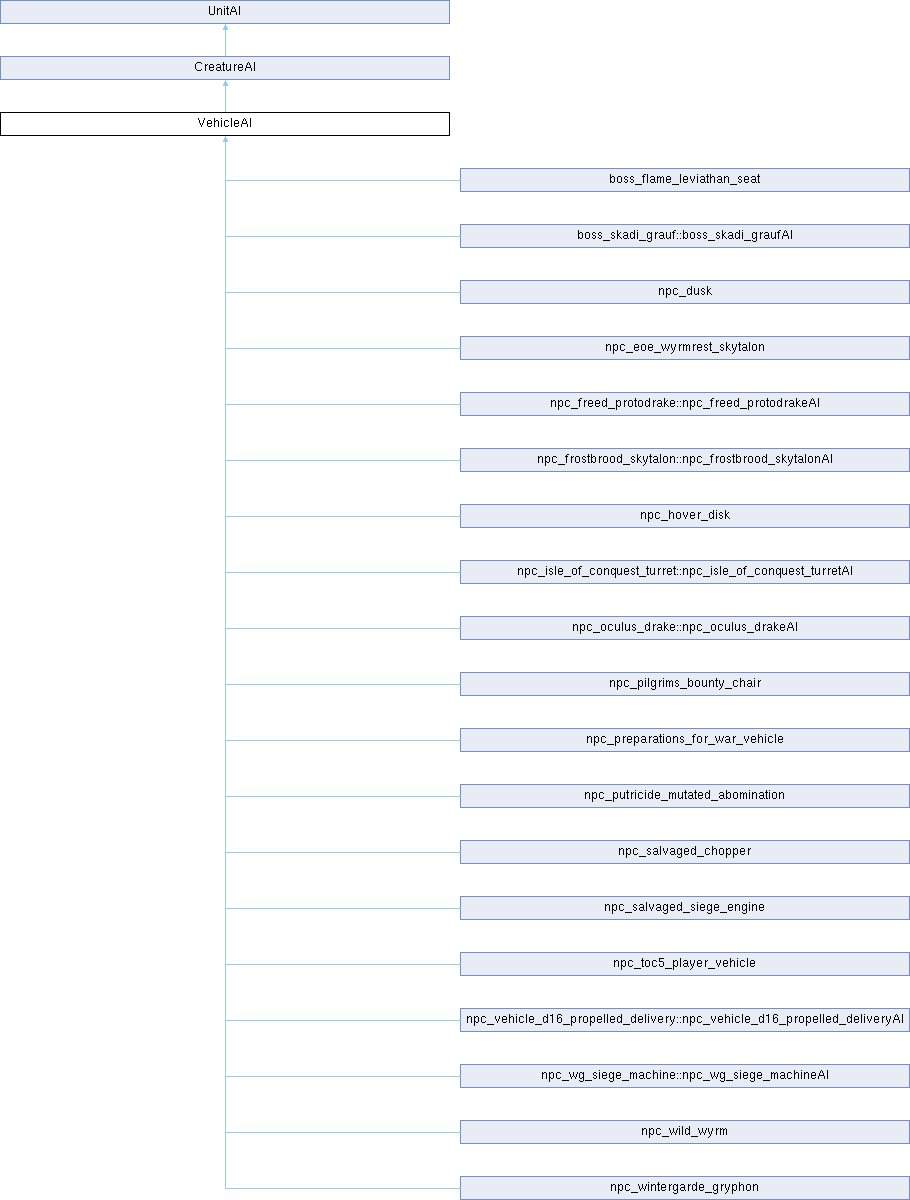 UnitAI
CreatureAI
VehicleAI
boss_flame_leviathan_seat
boss_skadi_grauf::boss_skadi_graufAI
npc_dusk
npc_eoe_wyrmrest_skytalon
npc_freed_protodrake::npc_freed_protodrakeAI
npc_frostbrood_skytalon::npc_frostbrood_skytalonAI
npc_hover_disk
npc_isle_of_conquest_turret::npc_isle_of_conquest_turretAI
npc_oculus_drake::npc_oculus_drakeAI
npc_pilgrims_bounty_chair
npc_preparations_for_war_vehicle
npc_putricide_mutated_abomination
npc_salvaged_chopper
npc_salvaged_siege_engine
npc_toc5_player_vehicle
npc_vehicle_d16_propelled_delivery::npc_vehicle_d16_propelled_deliveryAI
npc_wg_siege_machine::npc_wg_siege_machineAI
npc_wild_wyrm
npc_wintergarde_gryphon